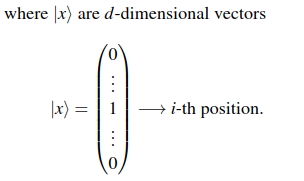 where |x⟩ are d-dimensional vectors
0
⋮
|x⟩ = 1 ⟶ i-th position.
⋮
0